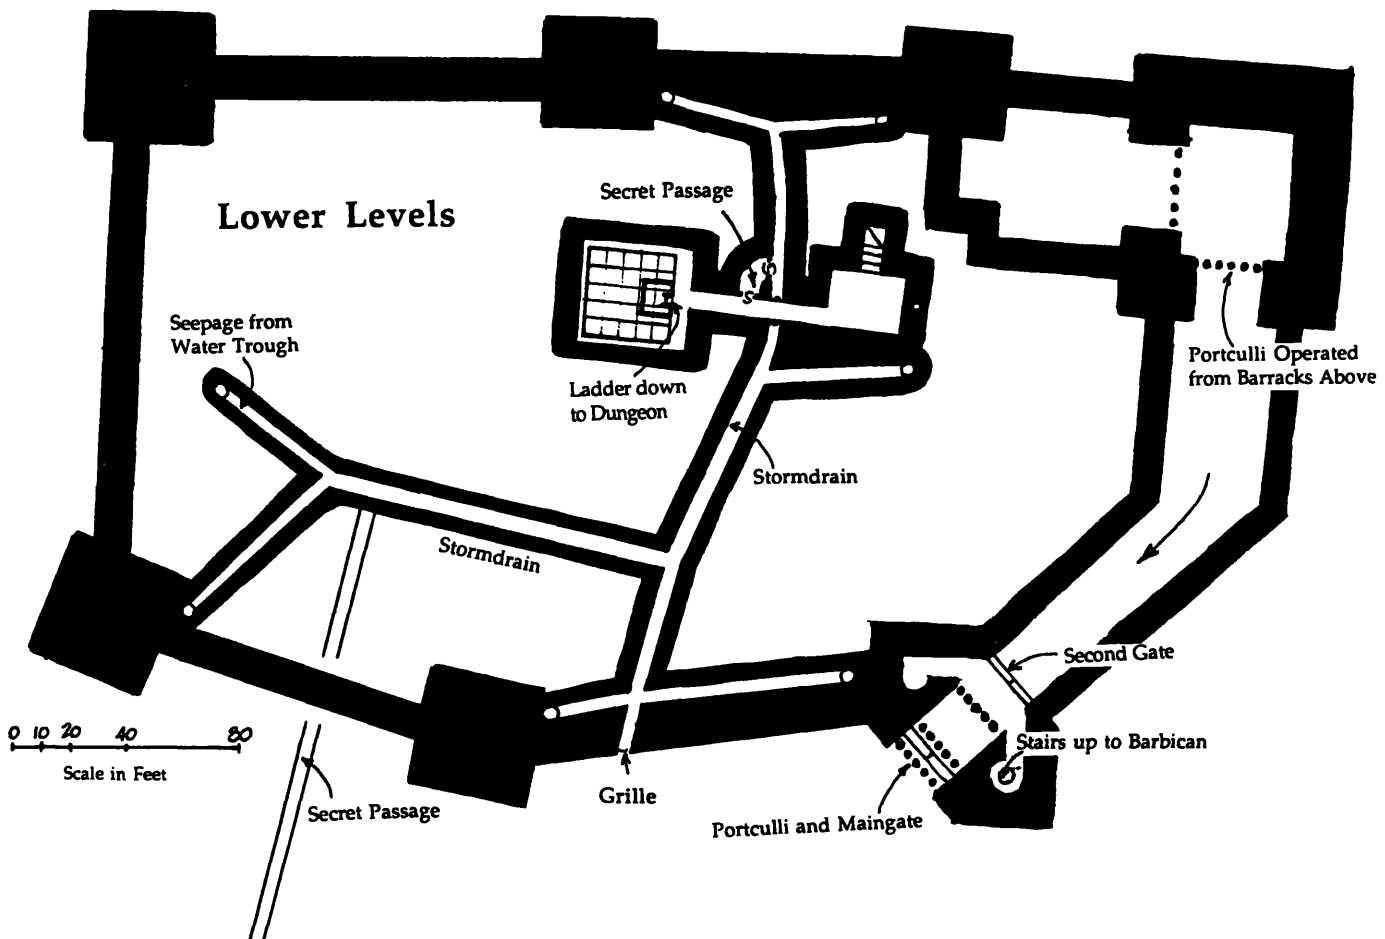 Secret Passage
Lower Levels
Seepage from
Water Trough
S
S
Ladder down
to Dungeon
Portculli Operated
from Barracks Above
Stormdrain
Stormdrain
Second Gate
Stairs up to Barbican
0 10 20 40 80
Scale in Feet
Secret Passage
Grille
Portculli and Maingate